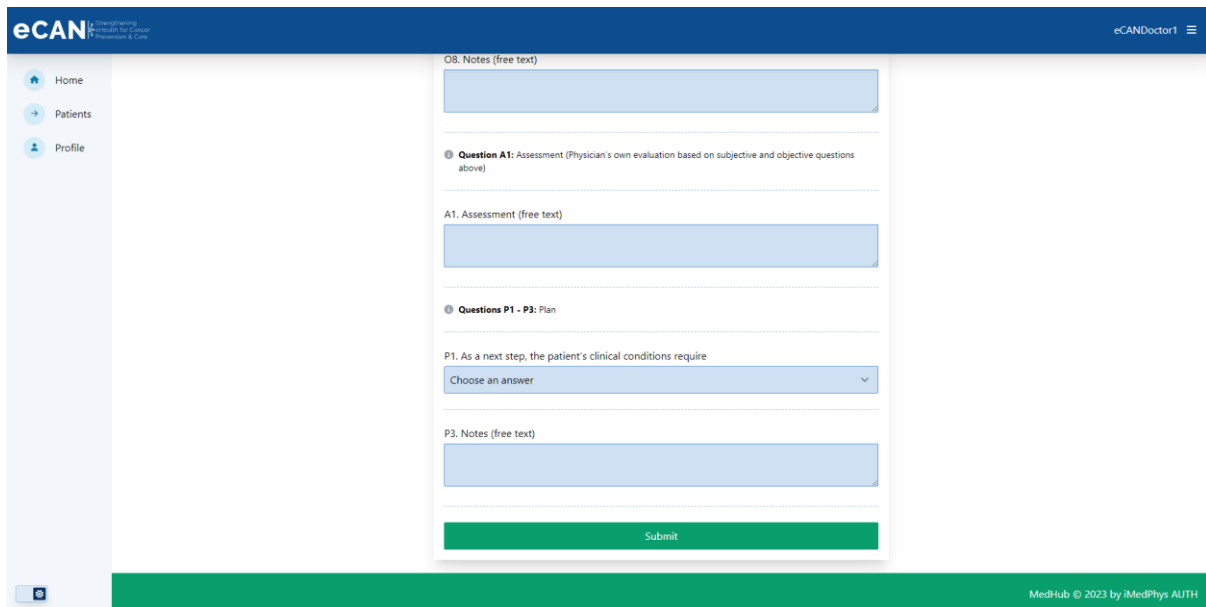 eCAN
Strengthening
eHealth for Cancer
Prevention & Care
eCANDoctor1
Home
Patients
Profile
O8. Notes (free text)
Question A1: Assessment (Physician's own evaluation based on subjective and objective questions
above)
A1. Assessment (free text)
Questions P1 - P3: Plan
P1. As a next step, the patient's clinical conditions require
Choose an answer
P3. Notes (free text)
Submit
MedHub © 2023 by iMedPhys AUTH